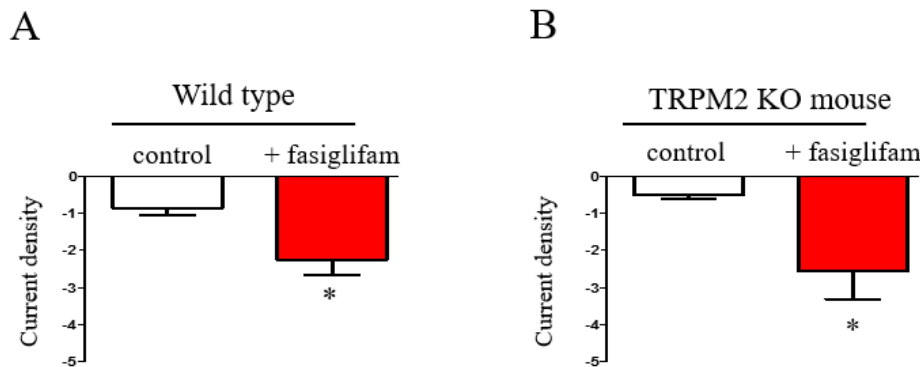 A
B
Wild type
TRPM2 KO mouse
control
+ fasiglifam
control
+ fasiglifam
Current density
0
-1
-2
-3
-4
-5
*
Current density
0
-1
-2
-3
-4
-5
*